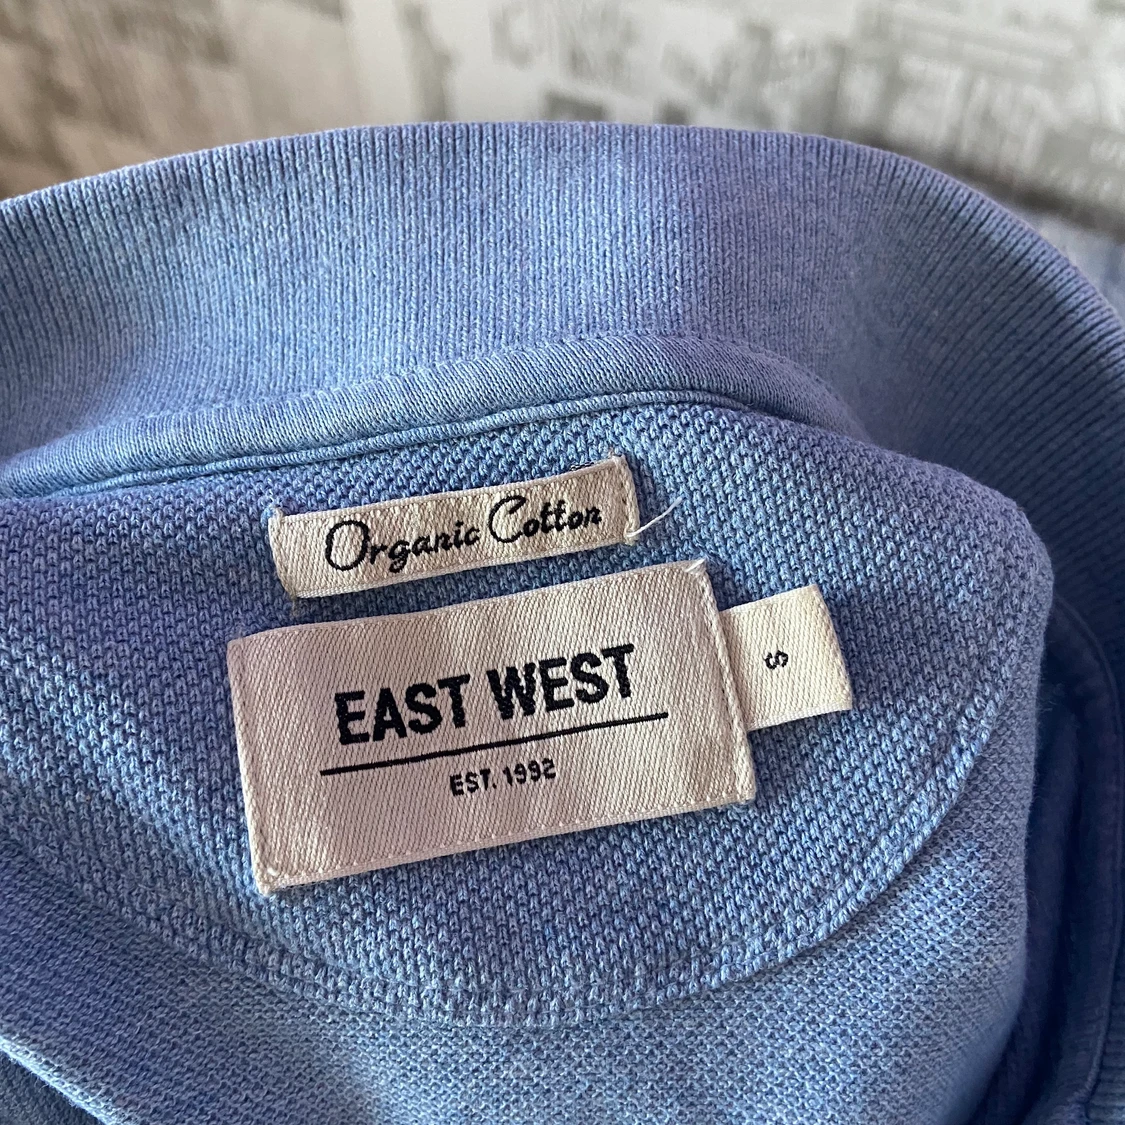 Organic Cotton
EAST WEST
EST. 1992
S